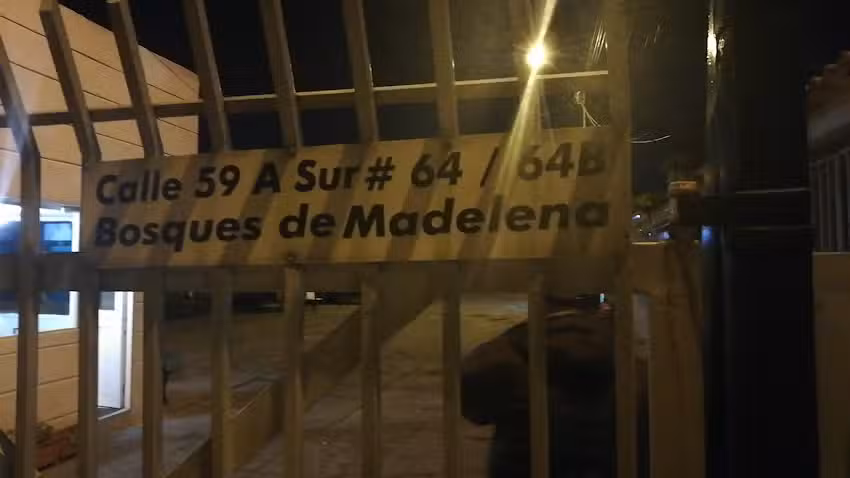 Calle 59 A Sur # 64 / 64B
Bosques de Madelena